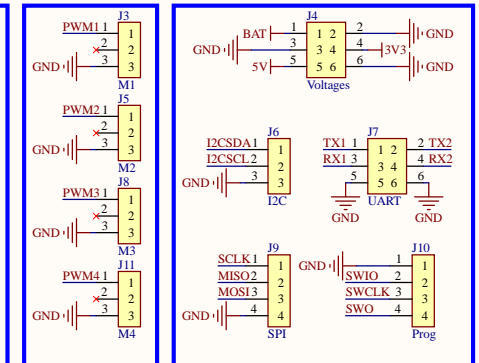 J3
PWM1 1 1
2 2
GND 3 3
M1
J5
PWM2 1 1
2 2
GND 3 3
M2
J8
PWM3 1 1
2 2
GND 3 3
M3
J11
PWM4 1 1
2 2
GND 3 3
M4
J4
BAT 1 1 2 2 GND
GND 3 3 4 4 3V3
5V 5 5 6 6 GND
Voltages
J6
I2CSDA 1 1
I2CSCL 2 2
GND 3 3
I2C
J7
TX1 1 1 2 2 TX2
RX1 3 3 4 4 RX2
5 5 6 6
GND UART GND
J9
SCLK 1 1
MISO 2 2
MOSI 3 3
GND 4 4
SPI
J10
GND 1 1
SWIO 2 2
SWCLK 3 3
SWO 4 4
Prog